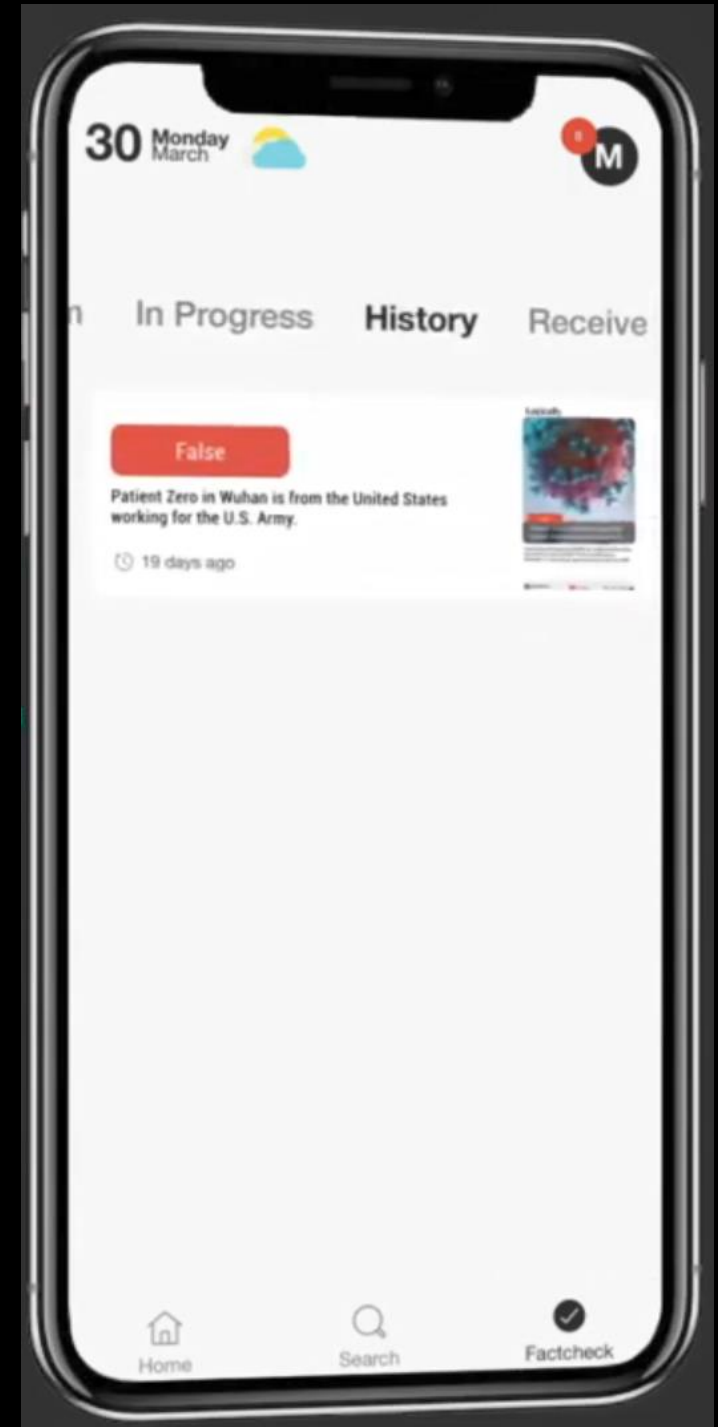 30 Monday
March
M
In Progress
History
Receive
False
Patient Zero in Wuhan is from the United States
working for the U.S. Army.
19 days ago
Home
Search
Factcheck